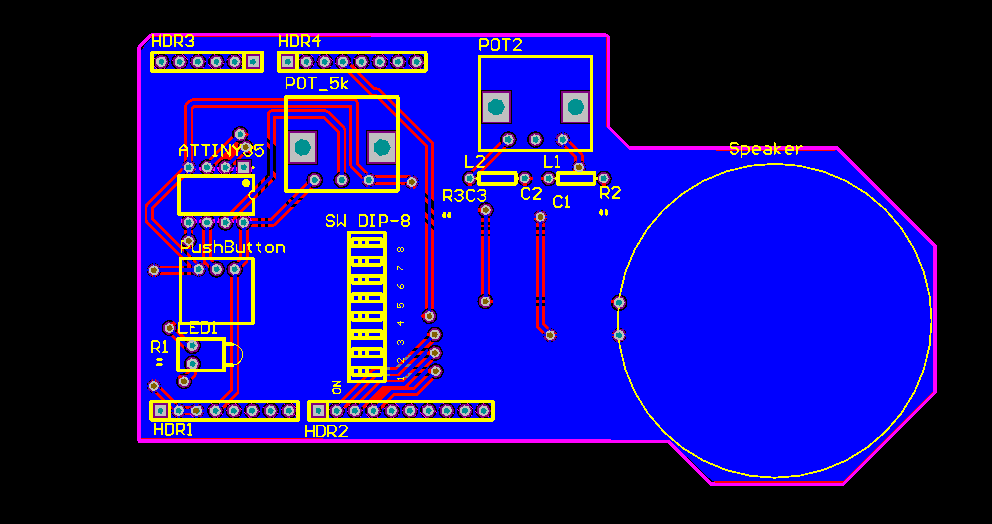 HDR3
HDR4
POT2
POT_5k
ATTINY85
Speaker
L2
L1
R3C3
C2
R2
C1
SW DIP-8
PushButton
8
7
6
5
4
3
2
1
LED1
R1
ON
HDR1
HDR2